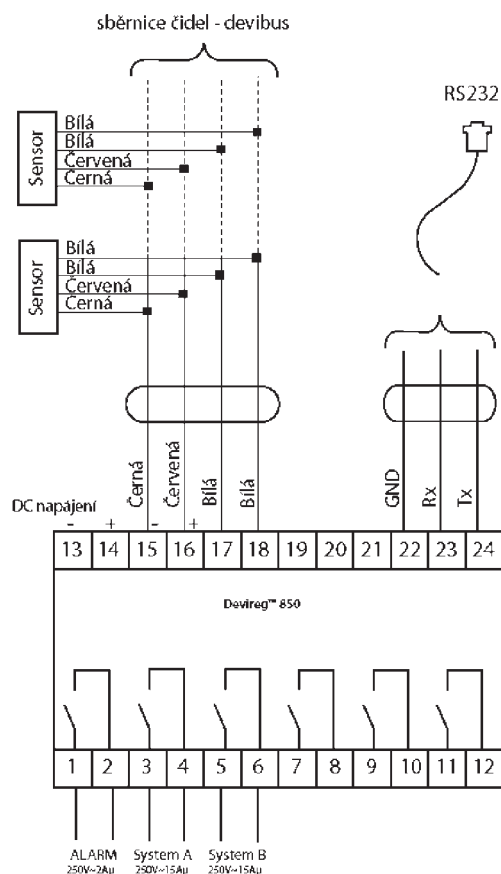 sběrnice čidel - devibus
RS232
Sensor
Bílá
Bílá
Červená
Černá
Sensor
Bílá
Bílá
Červená
Černá
Černá
Červená
Bílá
Bílá
GND
Rx
Tx
DC napájení
- + - +
13 14 15 16 17 18 19 20 21 22 23 24
Devireg™ 850
1 2 3 4 5 6 7 8 9 10 11 12
ALARM System A System B
250V~2Au 250V~15Au 250V~15Au